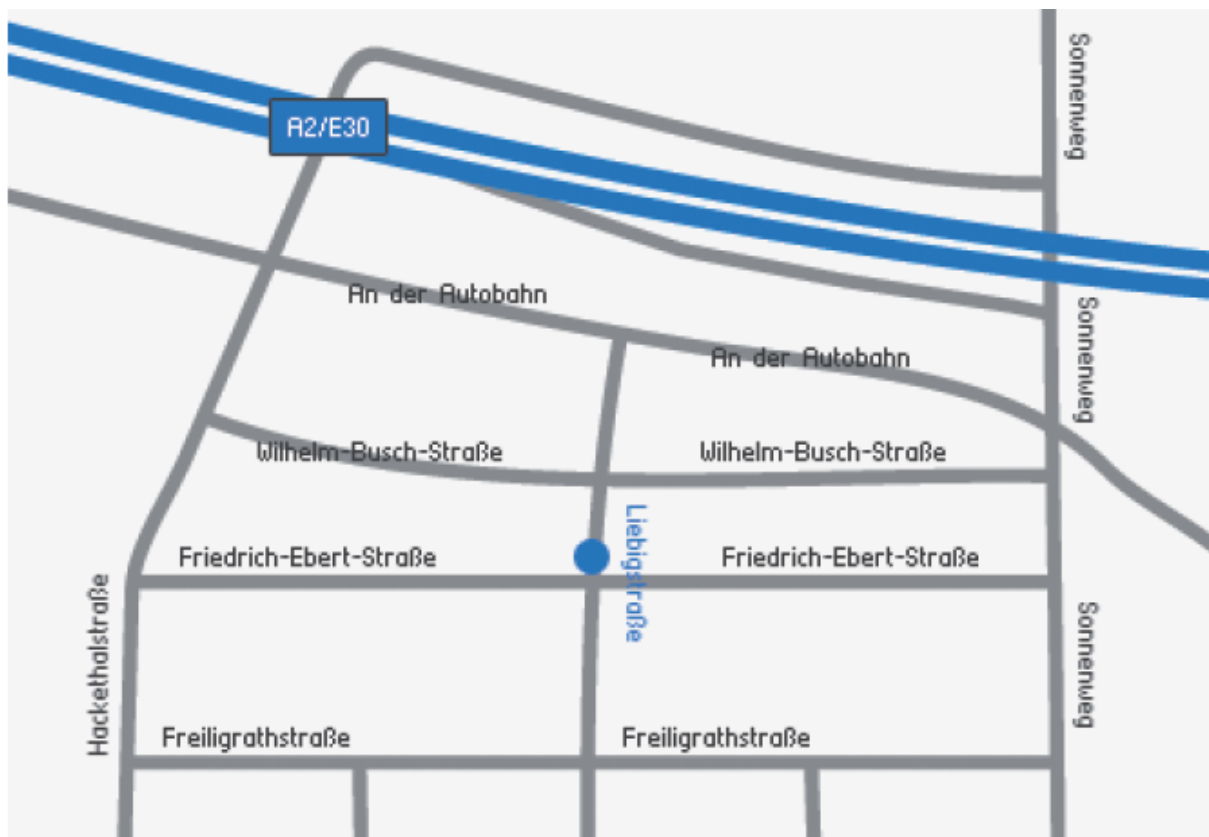 Sonnenweg
A2/E30
An der Autobahn
Sonnenweg
An der Autobahn
Wilhelm-Busch-Straße
Wilhelm-Busch-Straße
Liebigstraße
Friedrich-Ebert-Straße
Friedrich-Ebert-Straße
Hackethalstraße
Sonnenweg
Freiligrathstraße
Freiligrathstraße